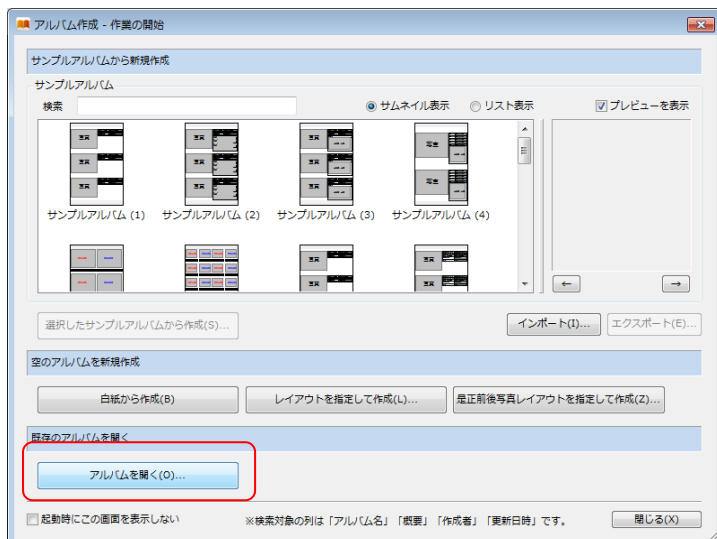 アルバム作成 - 作業の開始
サンプルアルバムから新規作成
サンプルアルバム
検索 サムネイル表示 リスト表示 プレビューを表示
サンプルアルバム (1) サンプルアルバム (2) サンプルアルバム (3) サンプルアルバム (4)
← →
選択したサンプルアルバムから作成(S)... インポート(I)... エクスポート(E)...
空のアルバムを新規作成
白紙から作成(B) レイアウトを指定して作成(L)... 是正前後写真レイアウトを指定して作成(Z)...
既存のアルバムを開く
アルバムを開く(O)...
起動時にこの画面を表示しない ※検索対象の列は「アルバム名」「概要」「作成者」「更新日時」です。 閉じる(X)